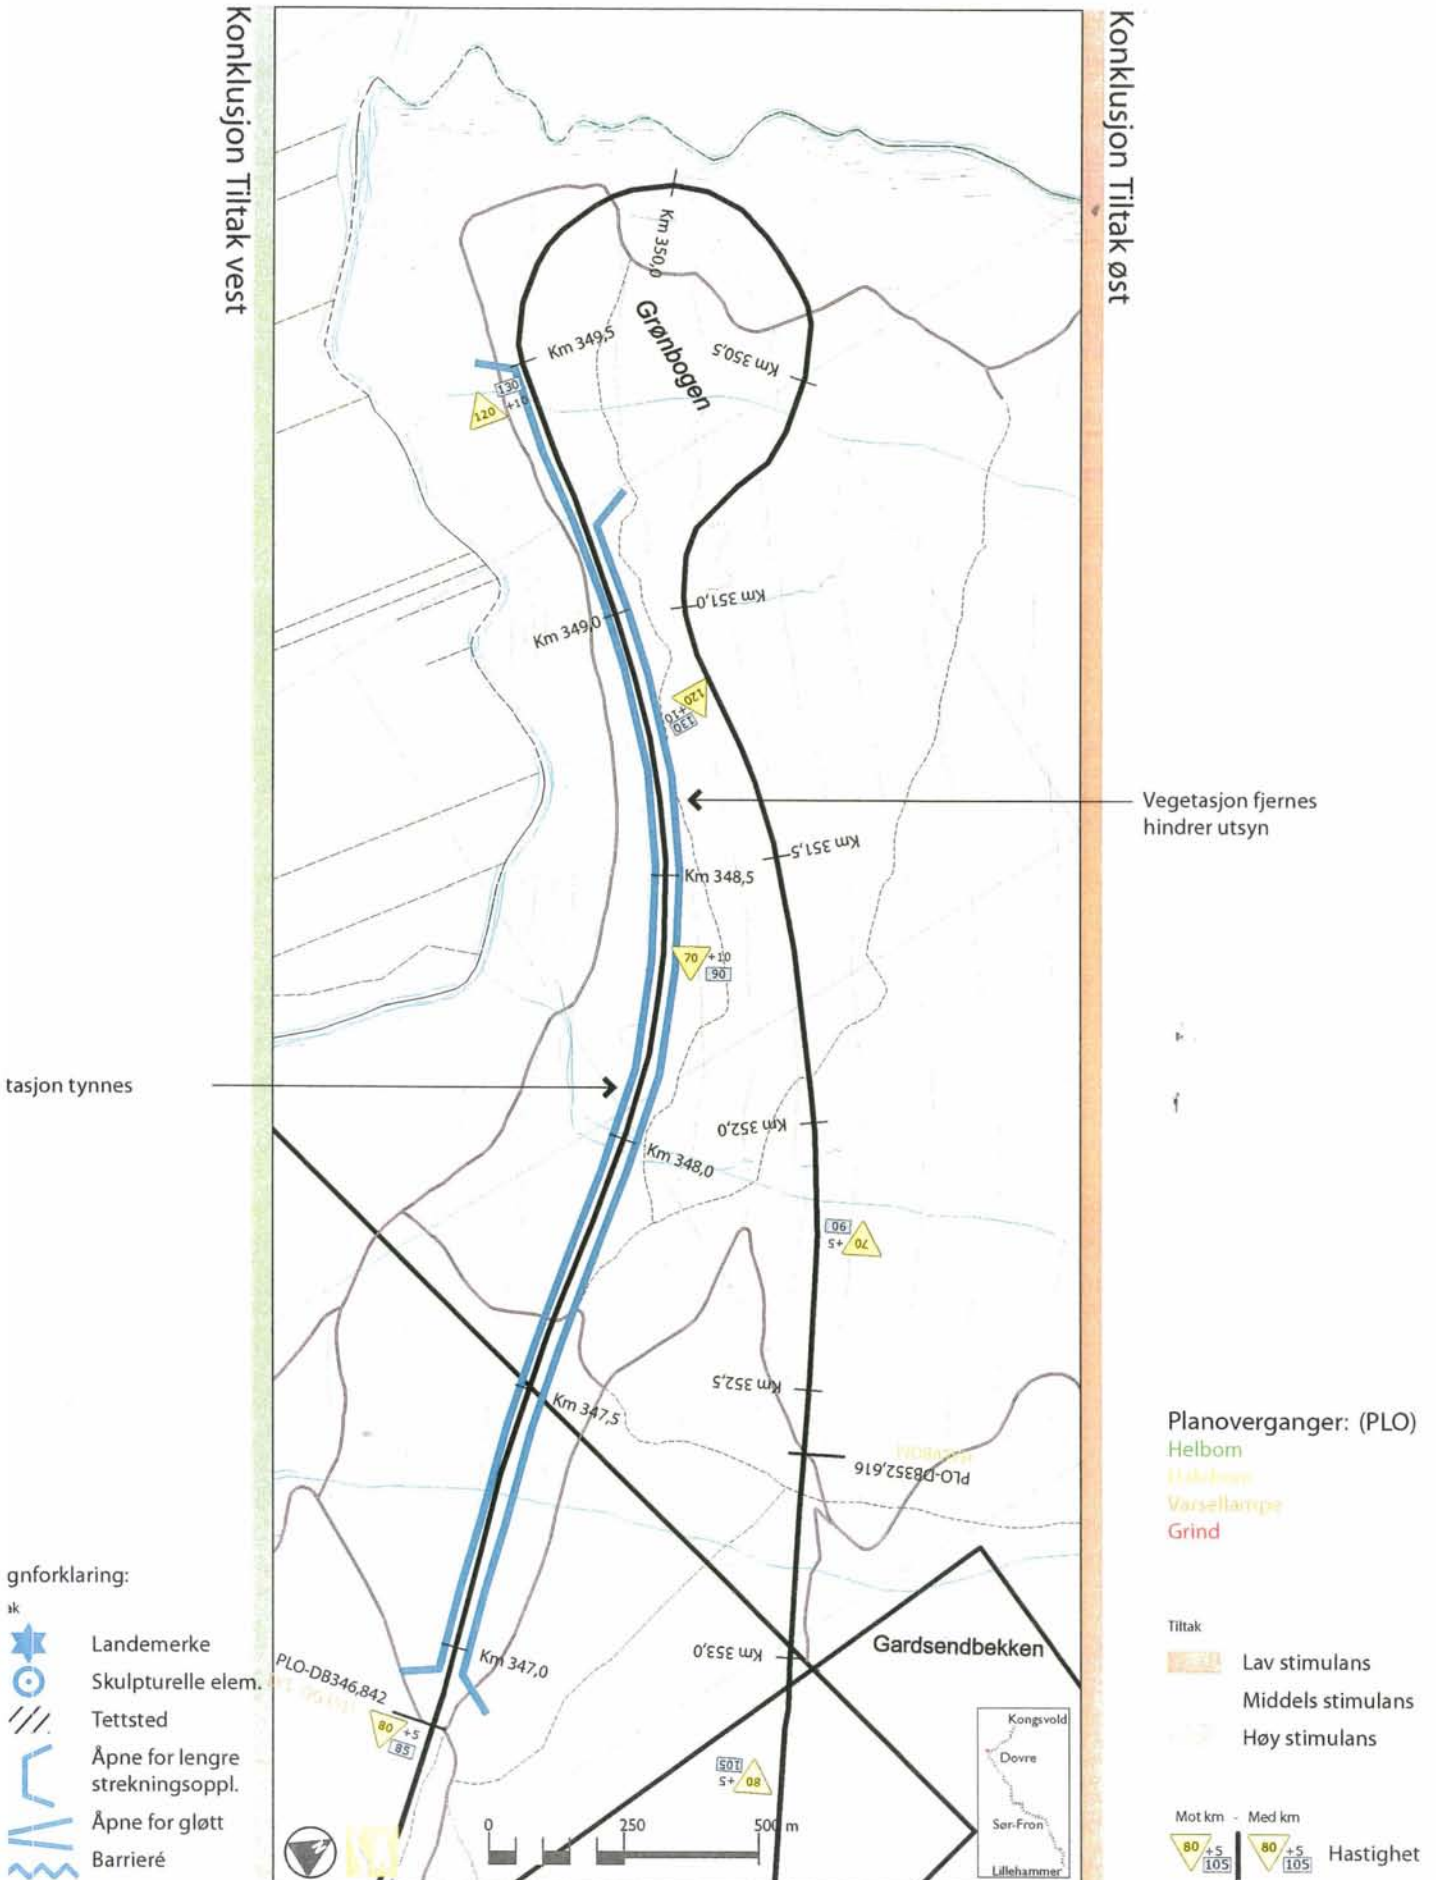 Konklusjon Tiltak vest
Konklusjon Tiltak øst
Km 350,0
Grønbogen
Km 349,5
Km 350,5
130
120 +10
Km 351,0
Km 349,0
120
+10
130
Vegetasjon fjernes
hindrer utsyn
Km 351,5
Km 348,5
70 +10
90
tasjon tynnes
Km 352,0
Km 348,0
90
70 +5
Km 352,5
Km 347,5
PLO-DB352,616
Planoverganger: (PLO)
Helbom
Varsellampe
Grind
gnforklaring:
ak
Landemerke
Skulpturelle elem.
Tettsted
Åpne for lengre
strekningsoppl.
Åpne for gløtt
Barrieré
Km 353,0
Gardsendbekken
Km 347,0
PLO-DB346,842
80 +5
85
105
80 +5
Tiltak
Lav stimulans
Middels stimulans
Høy stimulans
Kongsvold
Dovre
Sør-Fron
Lillehammer
0 250 500 m
Mot km - Med km
80 +5 105 80 +5 105 Hastighet